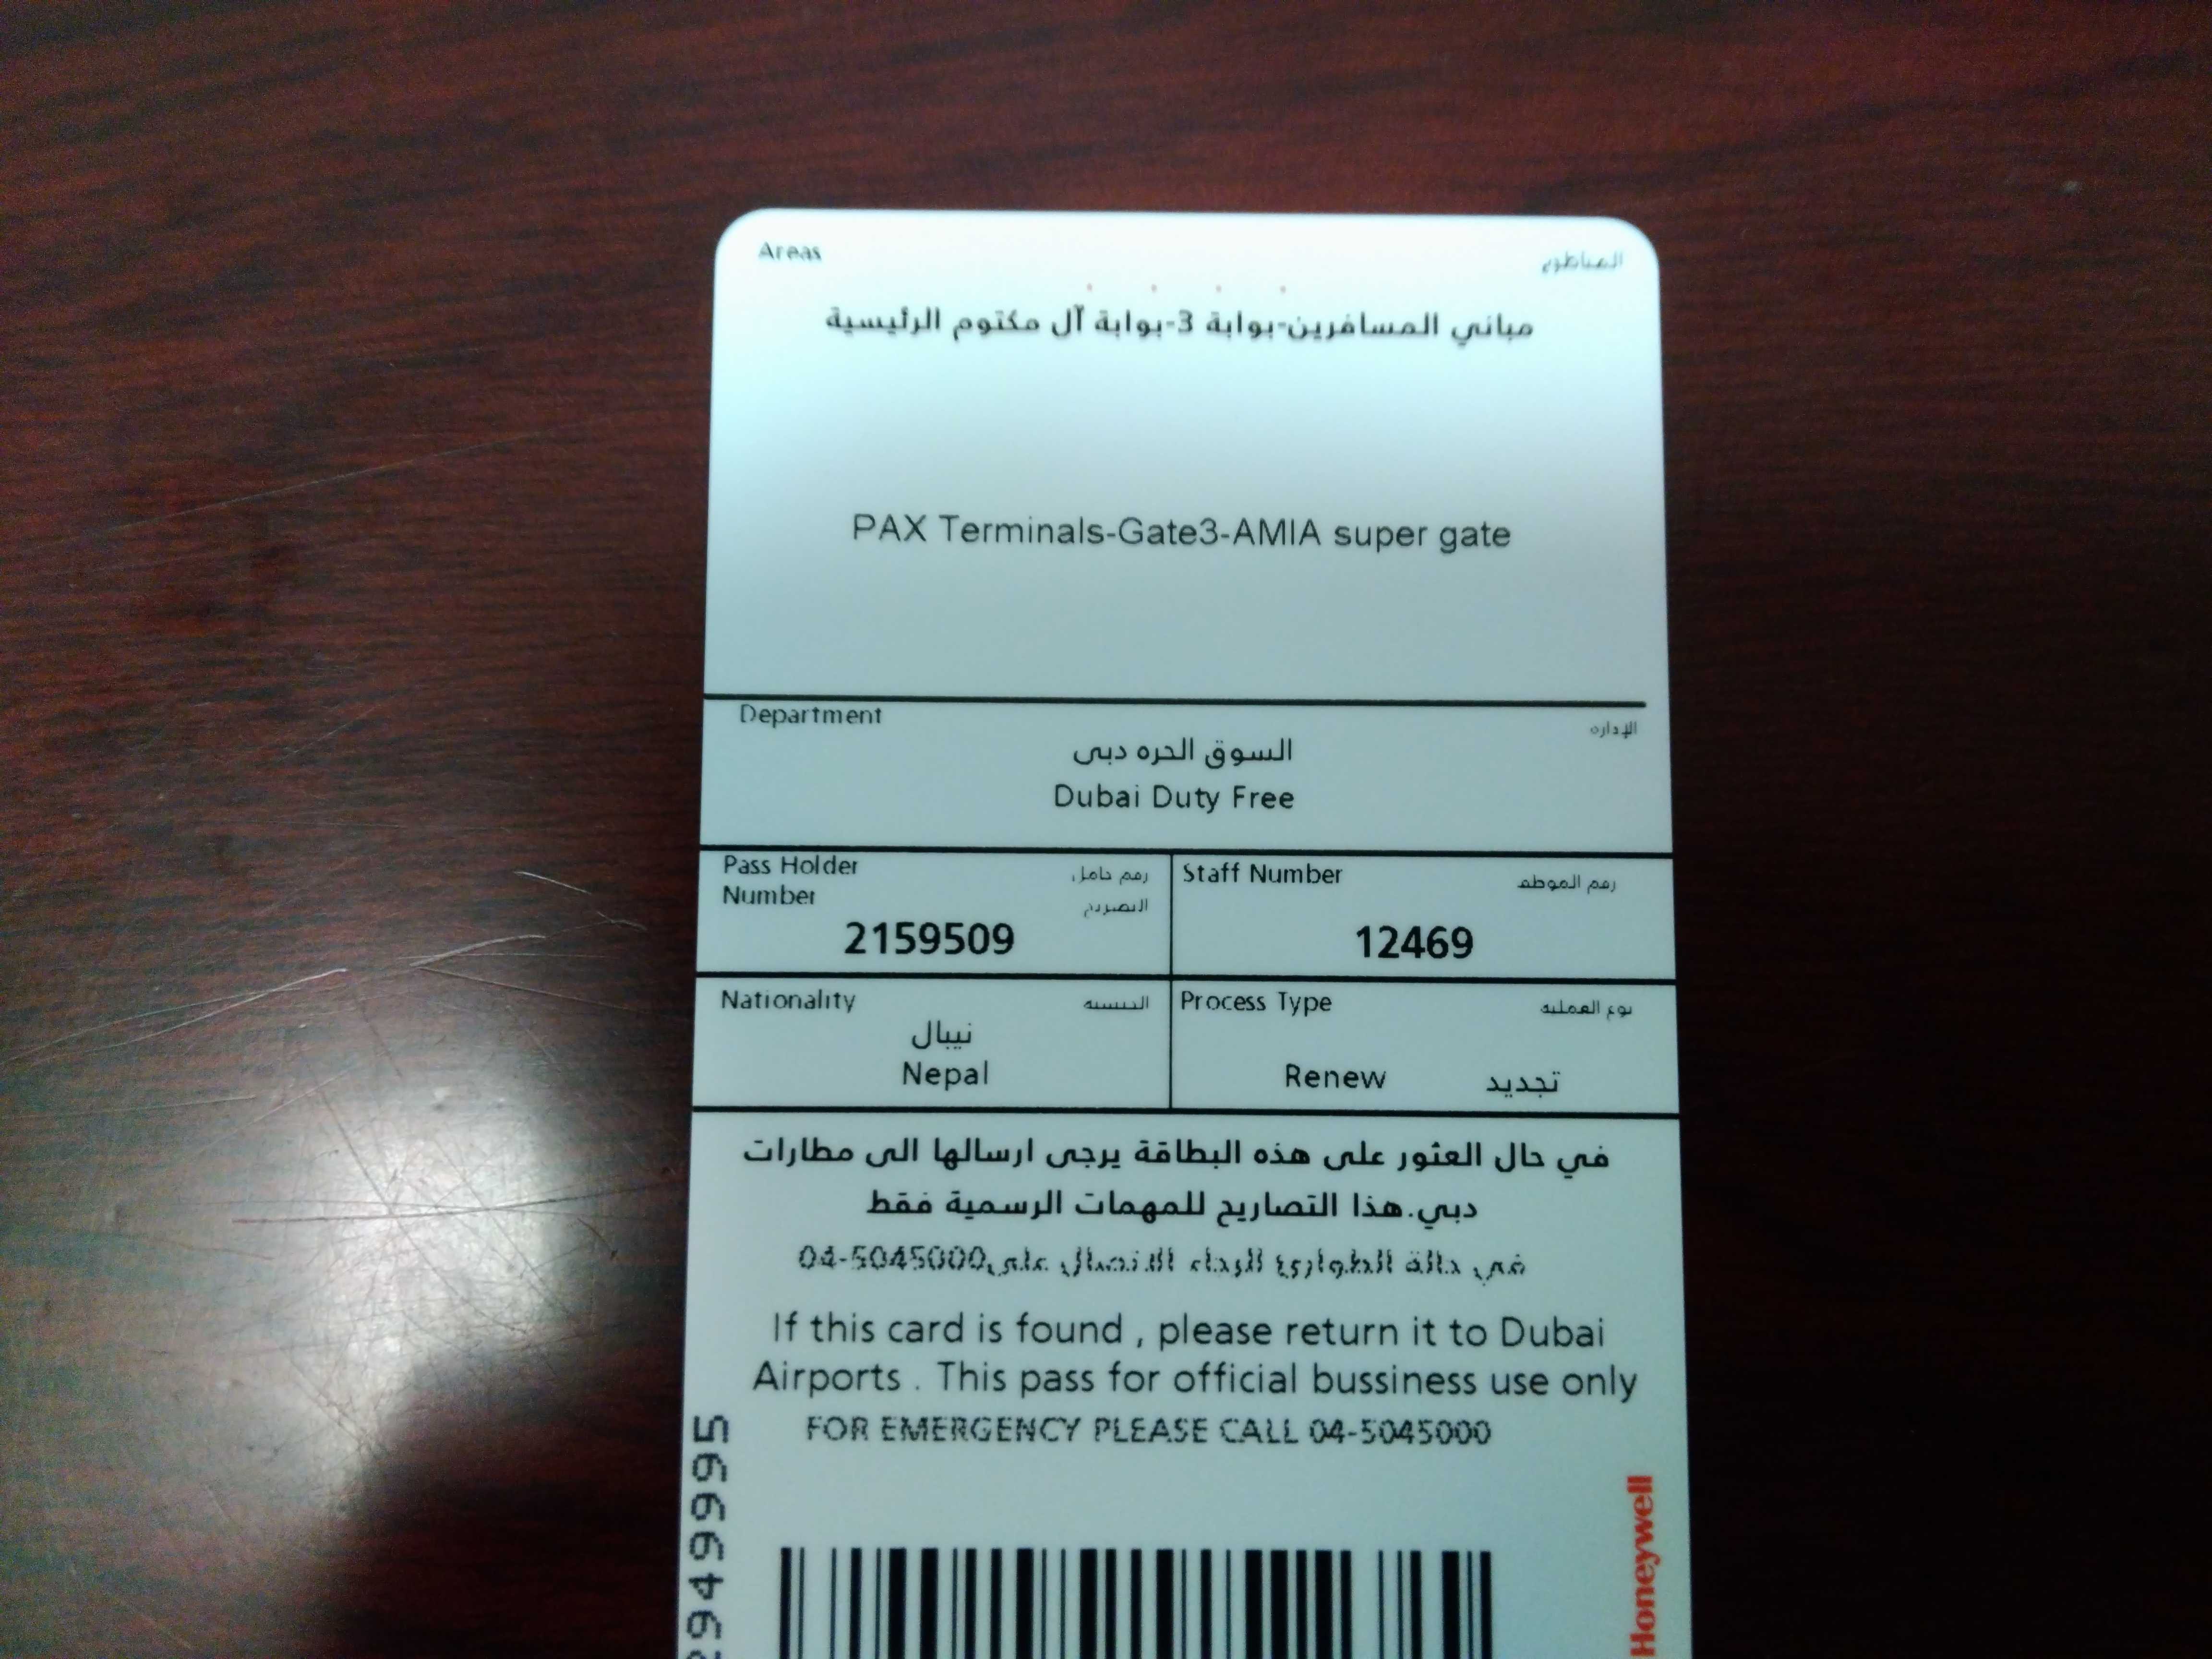 Areas المناطق
مباني المسافرين-بوابة 3-بوابة آل مكتوم الرئيسية
PAX Terminals-Gate3-AMIA super gate
Department الإدارة
السوق الحره دبى
Dubai Duty Free
Pass Holder رقم حامل Staff Number رقم الموظف
Number التصريح
2159509 12469
Nationality الجنسية Process Type نوع العملية
نيبال
Nepal Renew تجديد
في حال العثور على هذه البطاقة يرجى ارسالها الى مطارات
دبي.هذا التصاريح للمهمات الرسمية فقط
في حالة الطوارئ الرجاء الاتصال على04-5045000
If this card is found , please return it to Dubai
Airports . This pass for official bussiness use only
FOR EMERGENCY PLEASE CALL 04-5045000
2949995
Honeywell